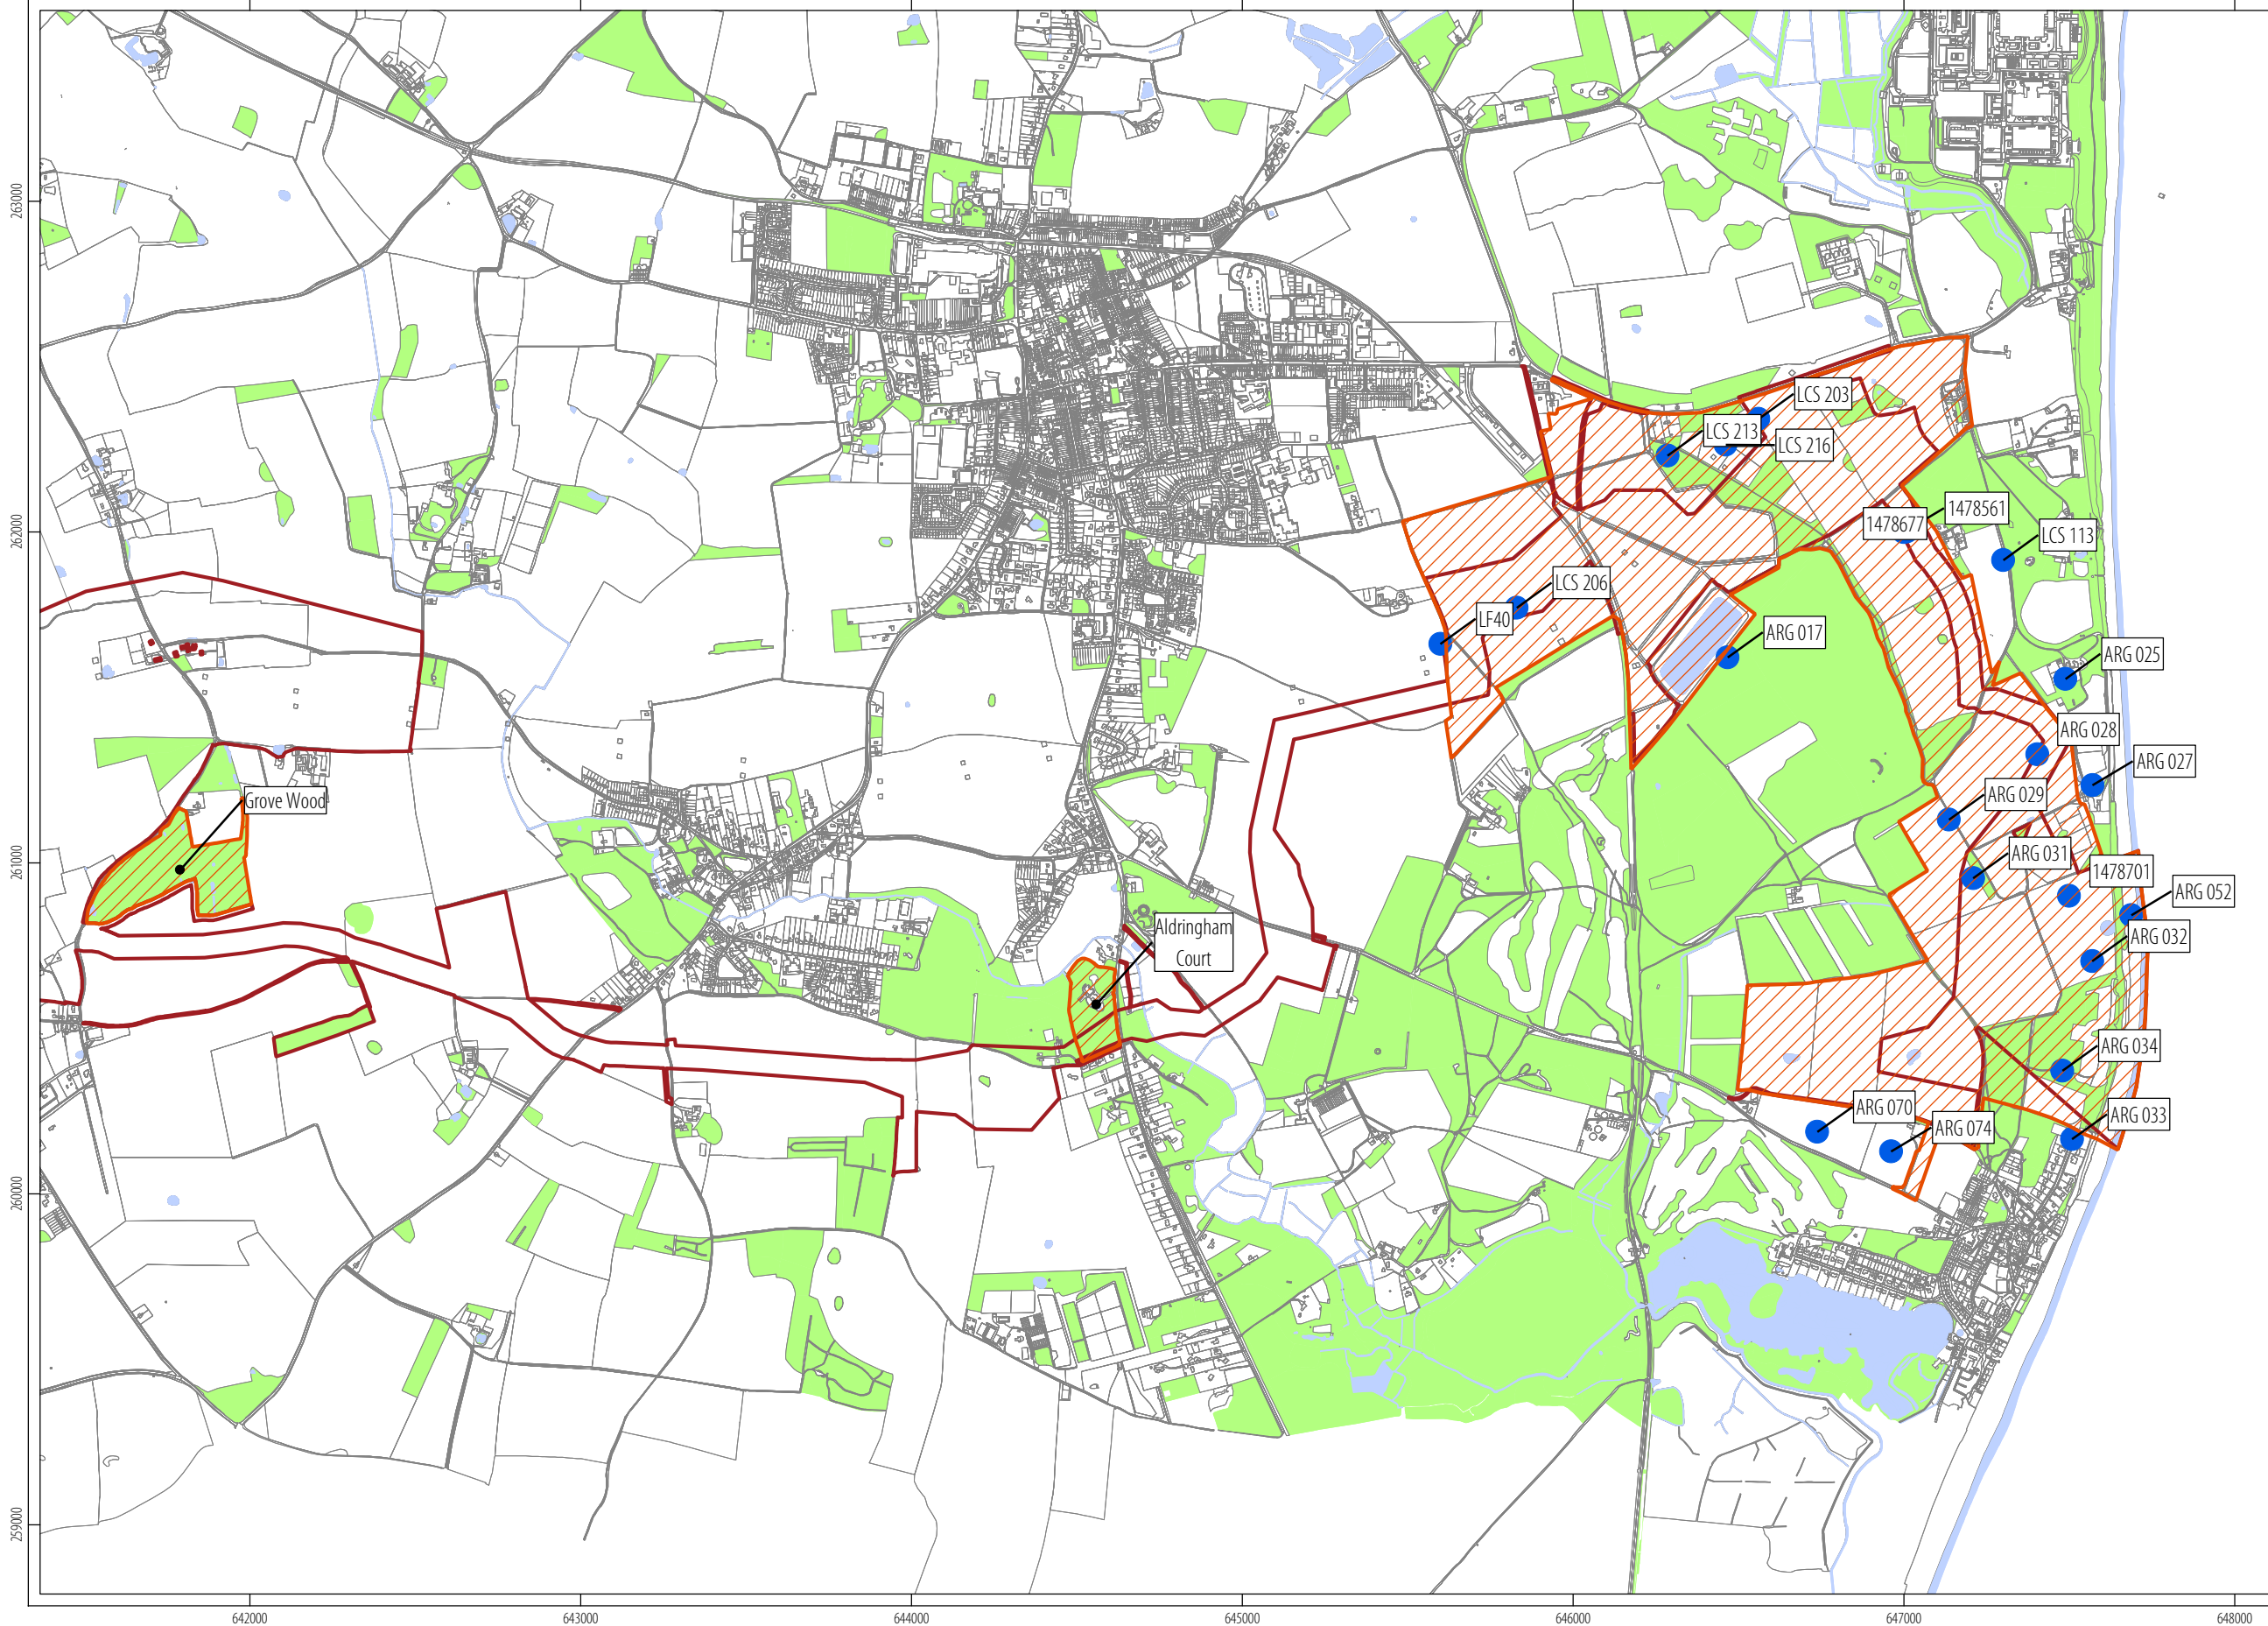 263000
LCS 203
LCS 213
LCS 216
262000
1478561
1478677
LCS 113
LCS 206
LF40
ARG 017
ARG 025
ARG 028
ARG 027
Grove Wood
ARG 029
261000
ARG 031
1478701
ARG 052
Aldringham
Court
ARG 032
ARG 034
ARG 070
ARG 033
ARG 074
260000
259000
642000
643000
644000
645000
646000
647000
648000